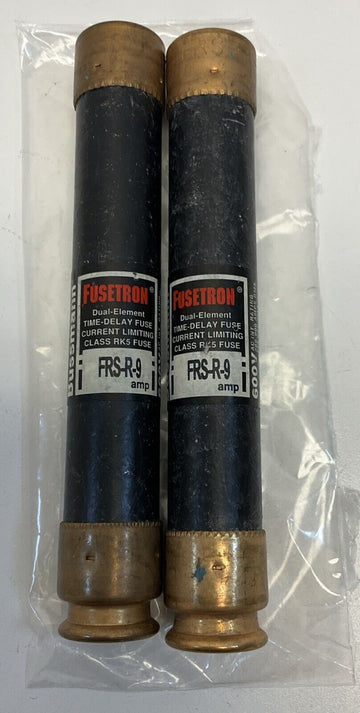 Bussmann
FUSETRON®
Dual-Element
TIME-DELAY FUSE
CURRENT LIMITING
CLASS RK5 FUSE
FRS-R-9
amp
FUSETRON®
Dual-Element
TIME-DELAY FUSE
CURRENT LIMITING
CLASS RK5 FUSE
FRS-R-9
amp
600V